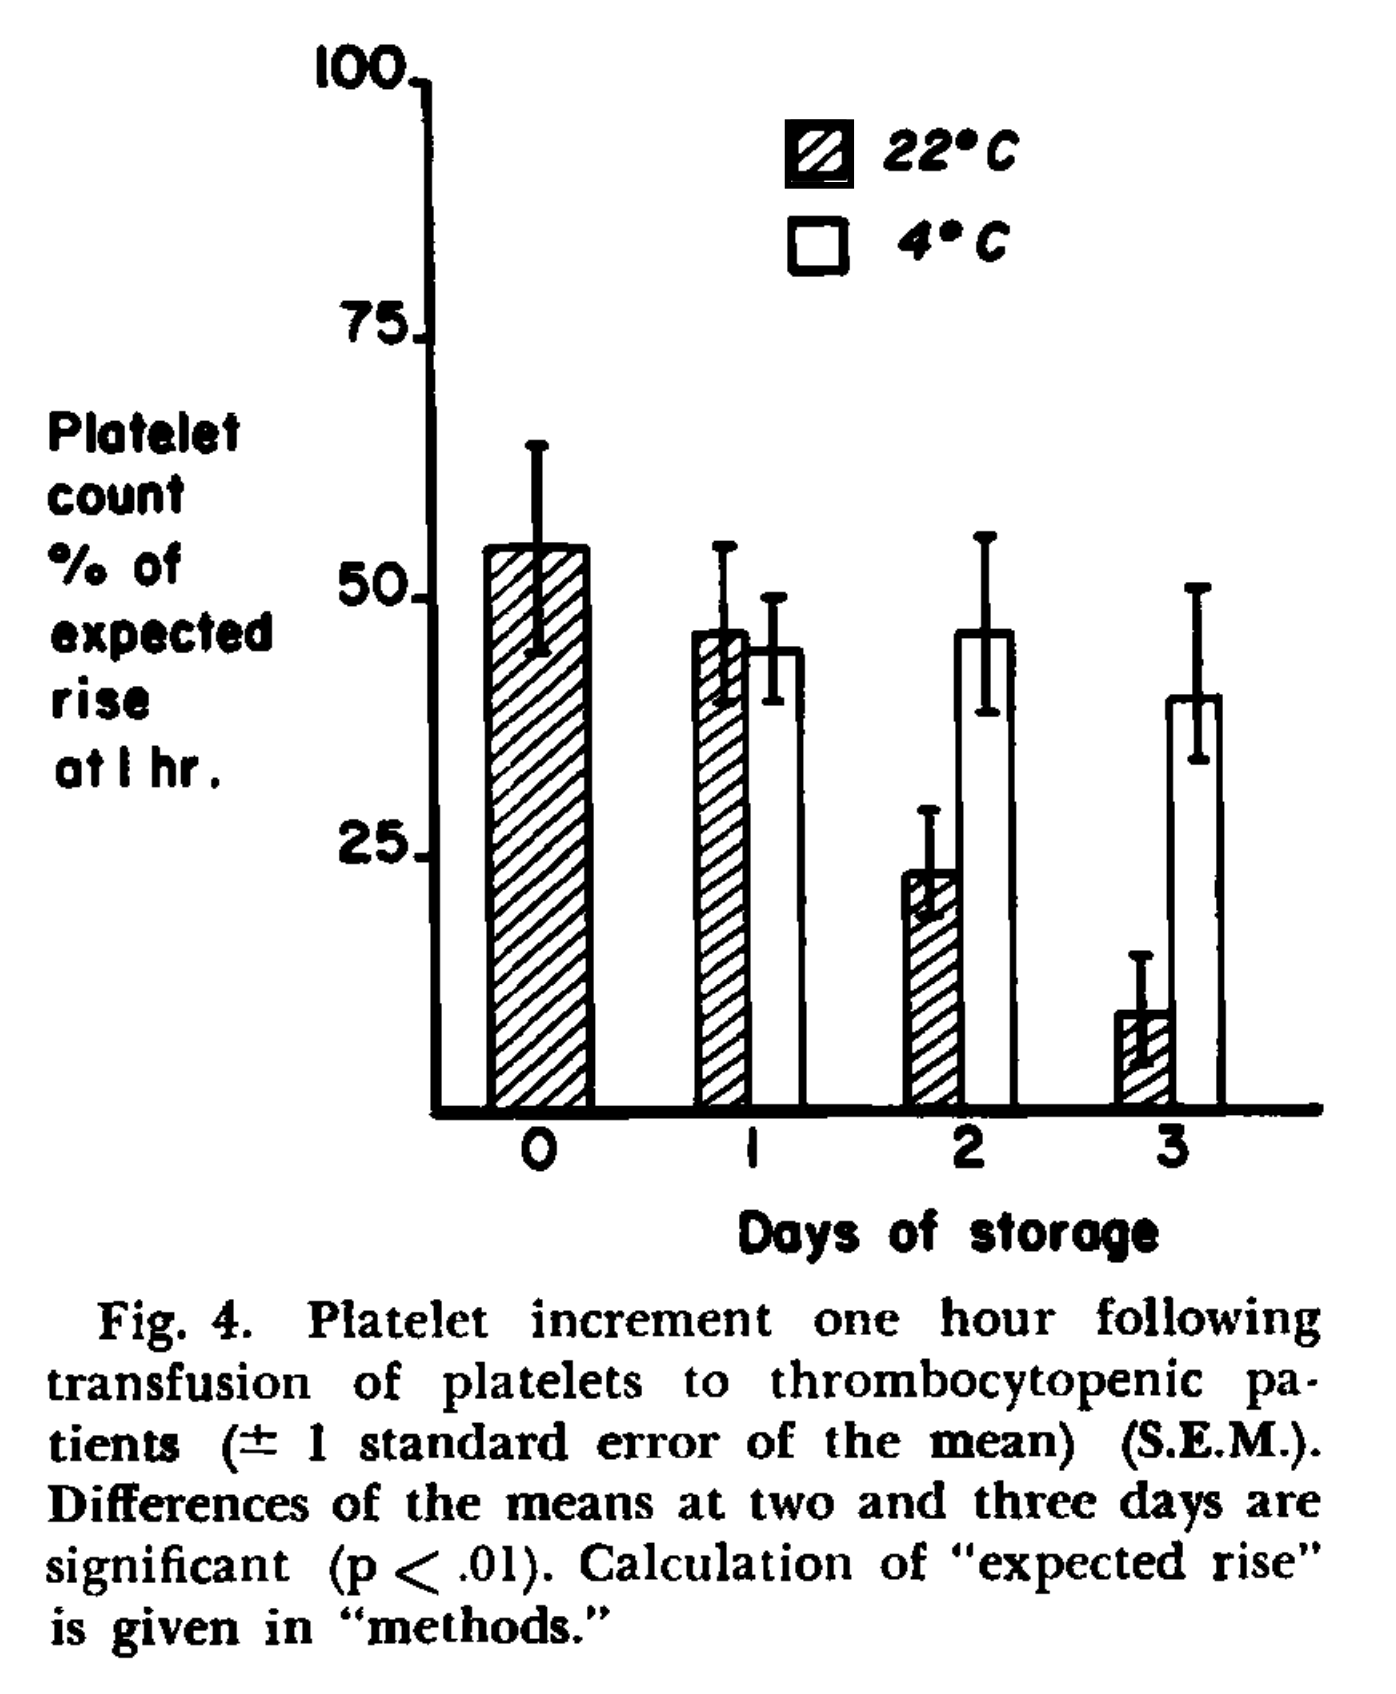 100
22°C
4°C
75
Platelet
count
% of
expected
rise
at 1 hr.
50
25
0 1 2 3
Days of storage
Fig. 4. Platelet increment one hour following
transfusion of platelets to thrombocytopenic pa-
tients (± 1 standard error of the mean) (S.E.M.).
Differences of the means at two and three days are
significant (p < .01). Calculation of “expected rise”
is given in “methods.”